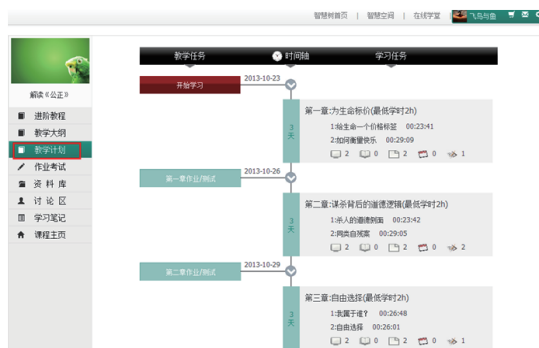 智慧树首页 | 智慧空间 | 在线学堂
飞鸟与鱼
教学任务 时间轴 学习任务
解读《公正》
进阶教程
教学大纲
教学计划
作业考试
资料库
讨论区
学习笔记
课程主页
开始学习 2013-10-23
3天
第一章:为生命标价(最低学时2h)
1:给生命一个价格标签 00:23:41
2:如何衡量快乐 00:29:09
2 0 2 0 1
第一章作业/测试 2013-10-26
3天
第二章:谋杀背后的道德逻辑(最低学时2h)
1:杀人的道德侧面 00:23:42
2:同类自残案 00:29:05
2 0 2 0 2
第二章作业/测试 2013-10-29
3天
第三章:自由选择(最低学时2h)
1:我属于谁? 00:26:48
2:自由选择 00:26:01
2 0 2 0 1